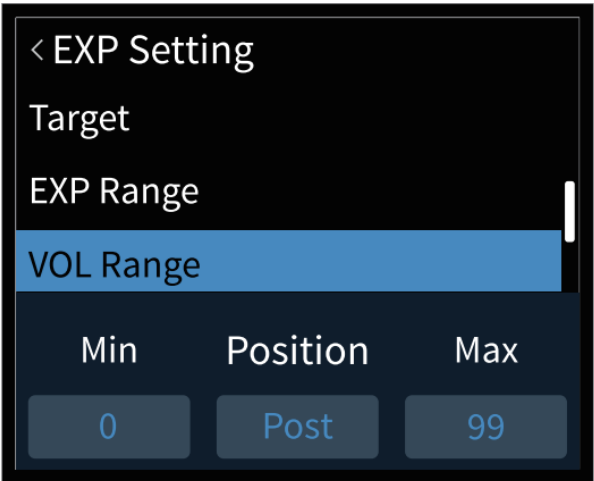 < EXP Setting
Target
EXP Range
VOL Range
Min Position Max
0 Post 99